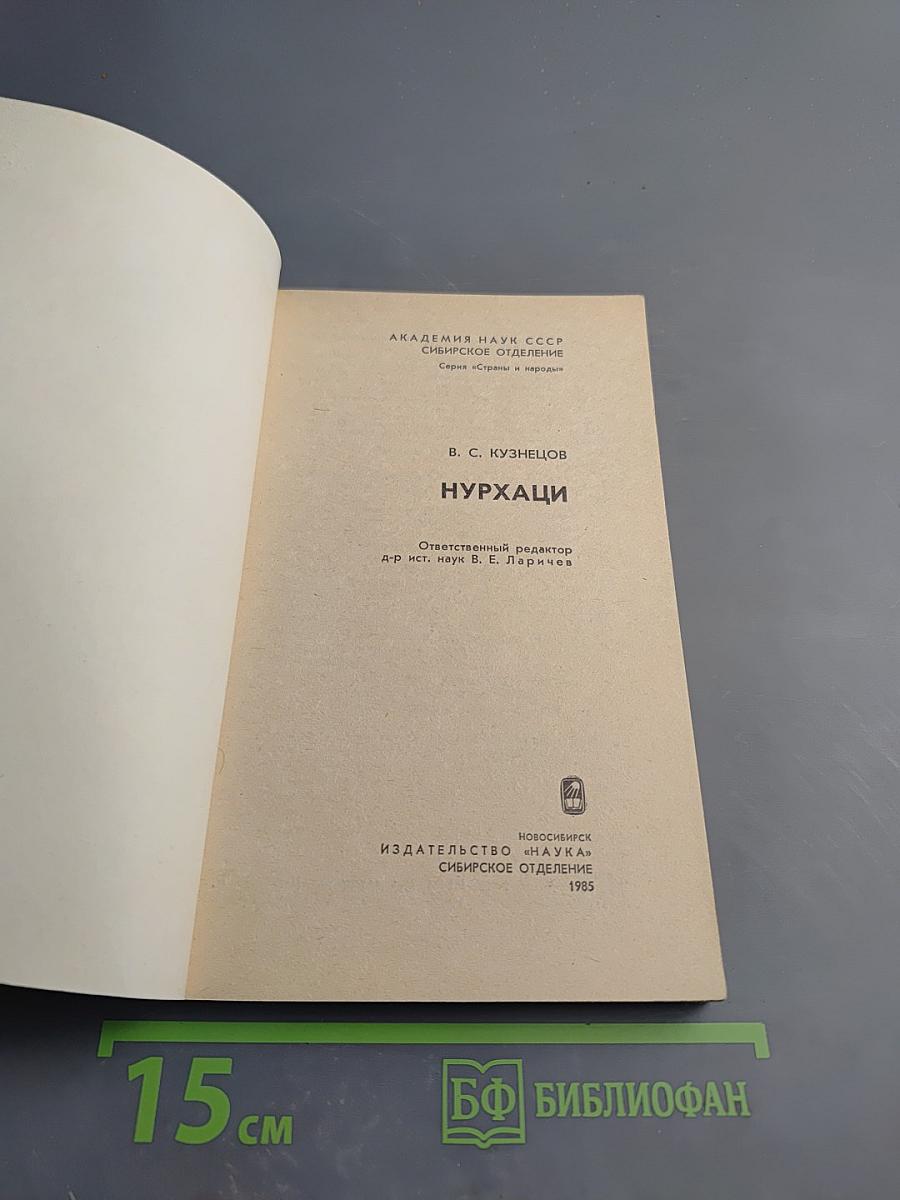 АКАДЕМИЯ НАУК СССР
СИБИРСКОЕ ОТДЕЛЕНИЕ
Серия «Страны и народы»
В. С. КУЗНЕЦОВ
НУРХАЦИ
Ответственный редактор
д-р ист. наук В. Е. Ларичев
НОВОСИБИРСК
ИЗДАТЕЛЬСТВО «НАУКА»
СИБИРСКОЕ ОТДЕЛЕНИЕ
1985
15 см
БФ БИБЛИОФАН